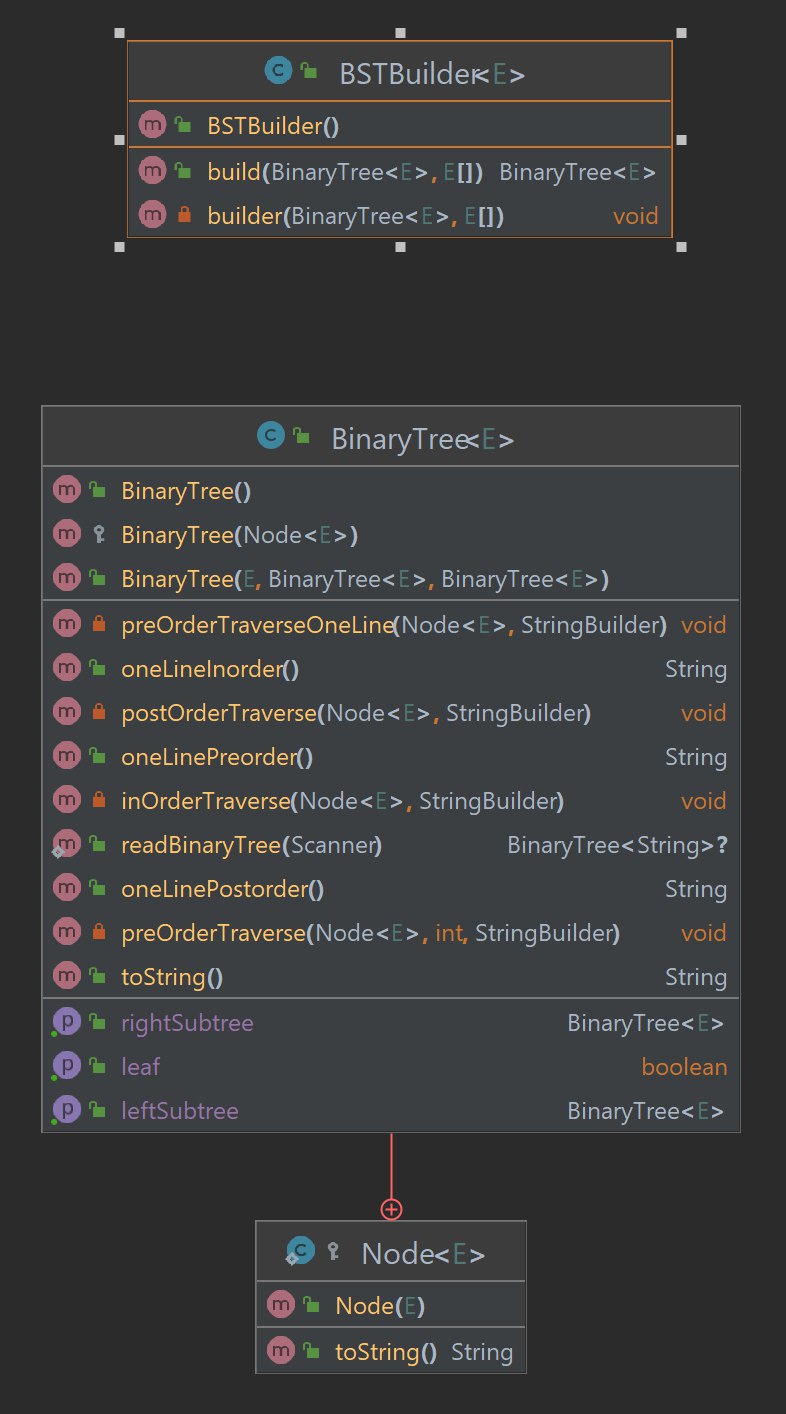 BSTBuilder<E>
BSTBuilder()
build(BinaryTree<E>, E[]) BinaryTree<E>
builder(BinaryTree<E>, E[]) void
BinaryTree<E>
BinaryTree()
BinaryTree(Node<E>)
BinaryTree(E, BinaryTree<E>, BinaryTree<E>)
preOrderTraverseOneLine(Node<E>, StringBuilder) void
oneLineInorder() String
postOrderTraverse(Node<E>, StringBuilder) void
oneLinePreorder() String
inOrderTraverse(Node<E>, StringBuilder) void
readBinaryTree(Scanner) BinaryTree<String>?
oneLinePostorder() String
preOrderTraverse(Node<E>, int, StringBuilder) void
toString() String
rightSubtree BinaryTree<E>
leaf boolean
leftSubtree BinaryTree<E>
Node<E>
Node(E)
toString() String